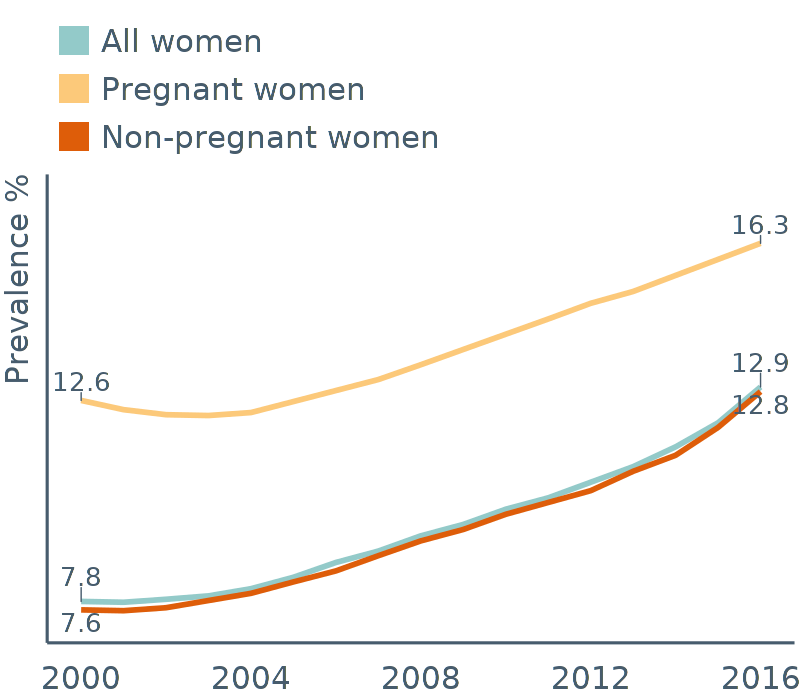 All women
Pregnant women
Non-pregnant women
Prevalence %
16.3
12.9
12.8
12.6
7.8
7.6
2000 2004 2008 2012 2016